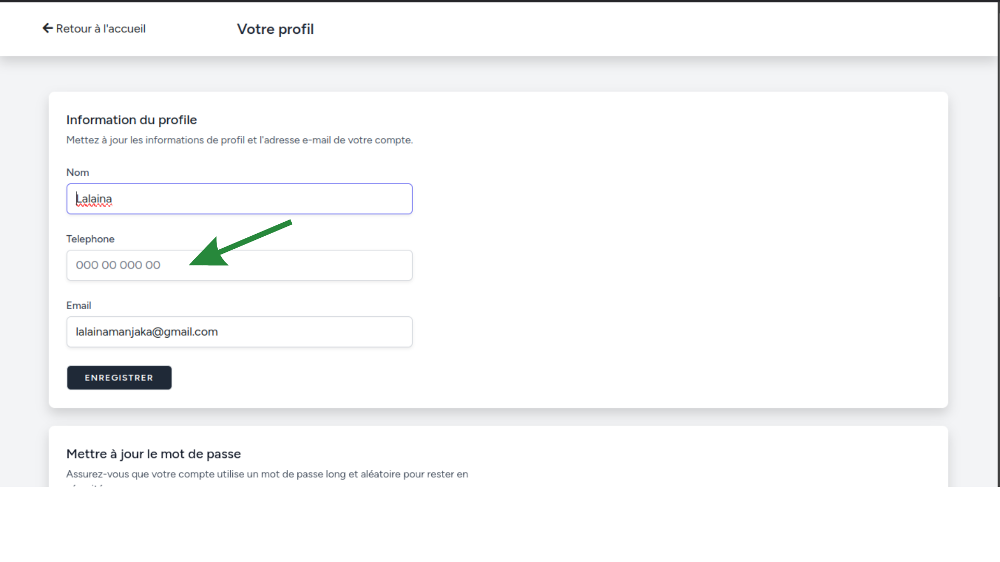 Retour à l'accueil
Votre profil
Information du profile
Mettez à jour les informations de profil et l'adresse e-mail de votre compte.
Nom
Lalaina
Telephone
000 00 000 00
Email
lalainamanjaka@gmail.com
ENREGISTRER
Mettre à jour le mot de passe
Assurez-vous que votre compte utilise un mot de passe long et aléatoire pour rester en